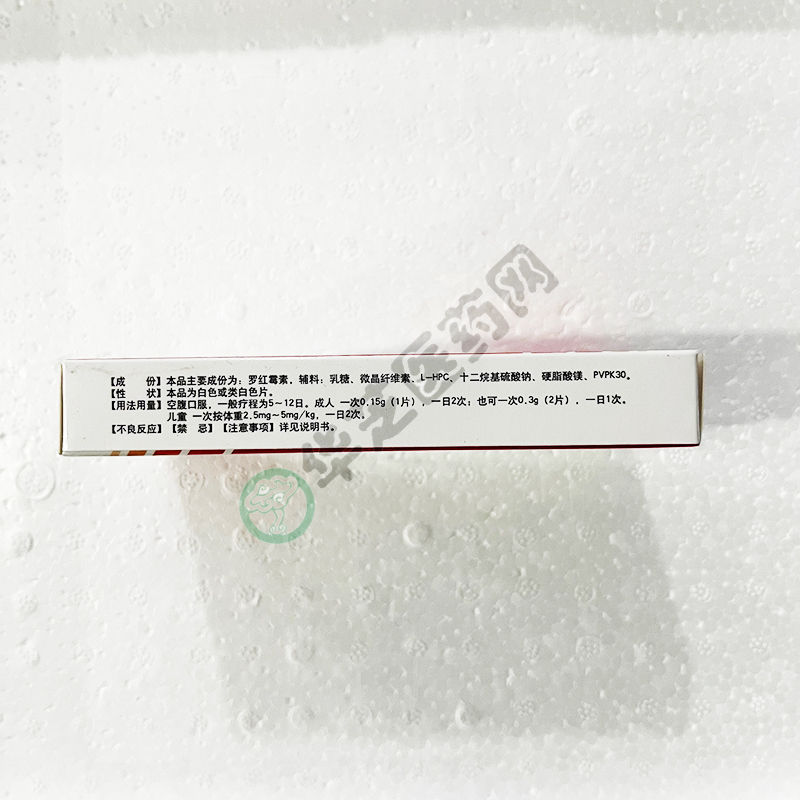 【成　份】本品主要成份为：罗红霉素，辅料：乳糖、微晶纤维素、L-HPC、十二烷基硫酸钠、硬脂酸镁、PVPK30。
【性　状】本品为白色或类白色片。
【用法用量】空腹口服，一般疗程为5～12日。成人 一次0.15g（1片），一日2次；也可一次0.3g（2片），一日1次。
儿童 一次按体重2.5mg～5mg/kg，一日2次。
【不良反应】【禁　忌】【注意事项】详见说明书。
华芝医药网